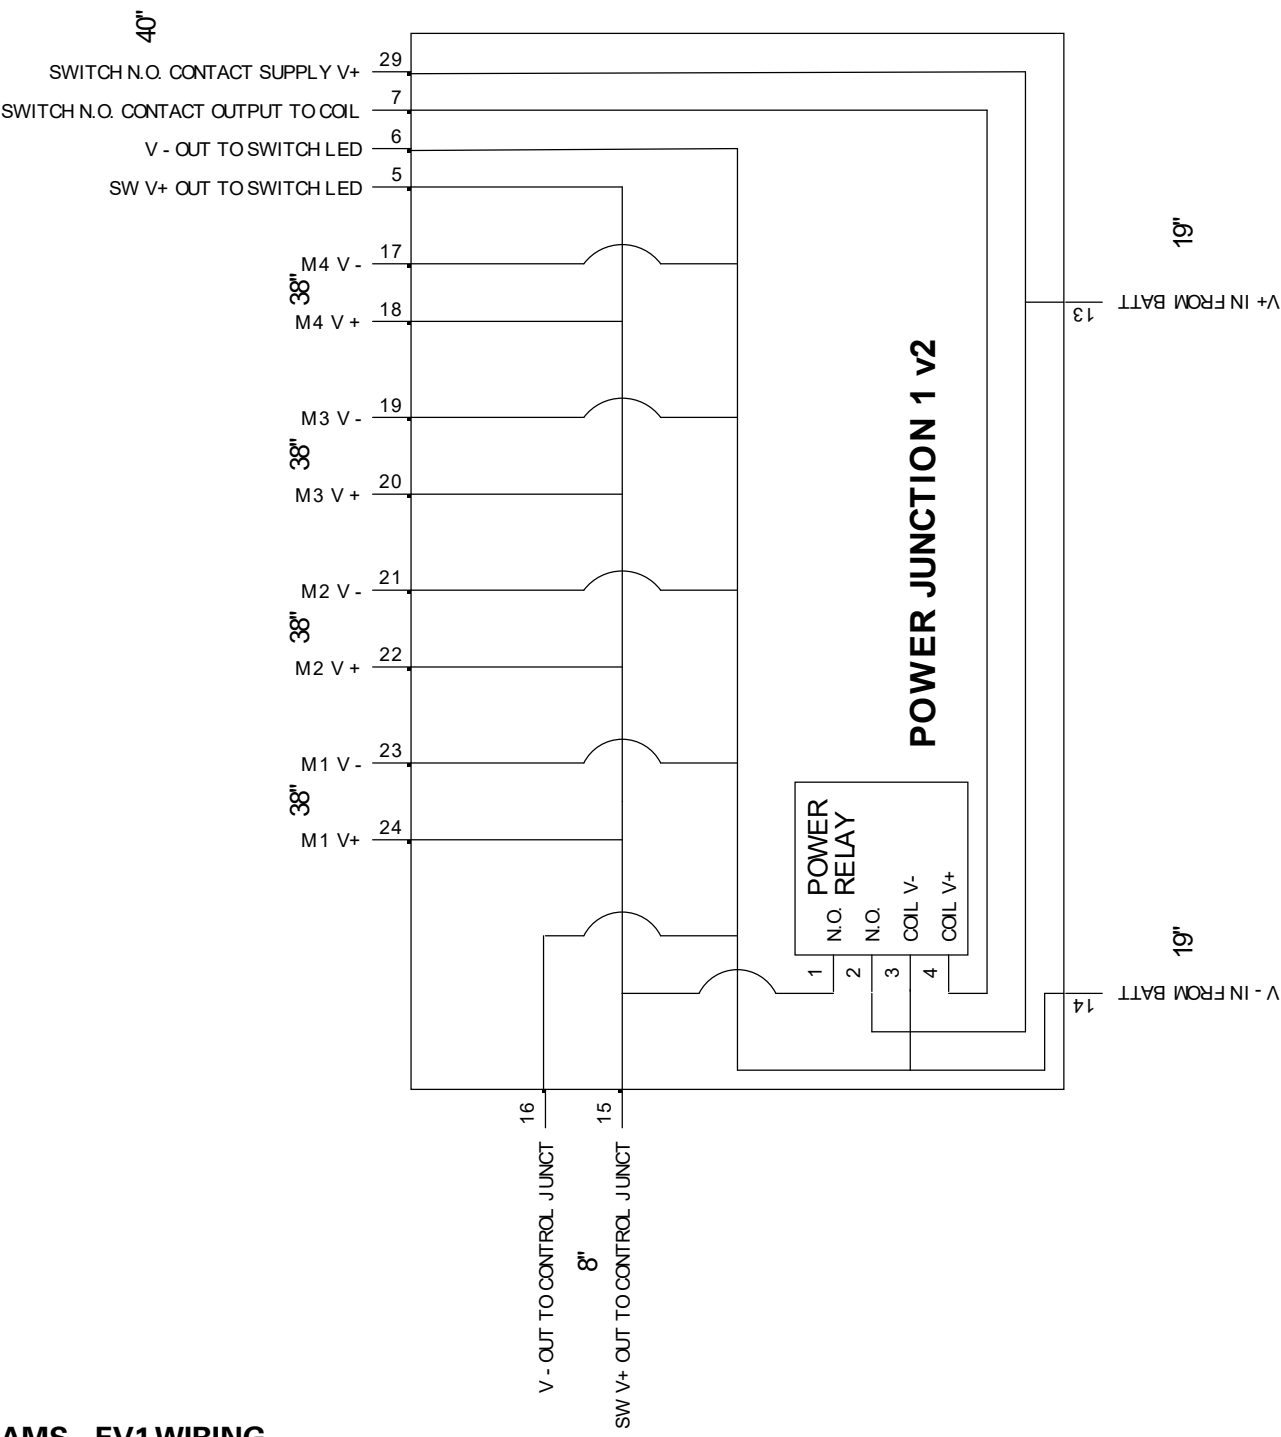 40"
SWITCH N.O. CONTACT SUPPLY V+ 29
SWITCH N.O. CONTACT OUTPUT TO COIL 7
V - OUT TO SWITCH LED 6
SW V+ OUT TO SWITCH LED 5
M4 V - 17
38"
M4 V + 18
M3 V - 19
38"
M3 V + 20
M2 V - 21
38"
M2 V + 22
M1 V - 23
38"
M1 V+ 24
19"
V+ IN FROM BATT 13
POWER JUNCTION 1 v2
POWER
RELAY
N.O. 1
N.O. 2
COIL V- 3
COIL V+ 4
19"
V - IN FROM BATT 14
16 V - OUT TO CONTROL JUNCT
8"
15 SW V+ OUT TO CONTROL JUNCT